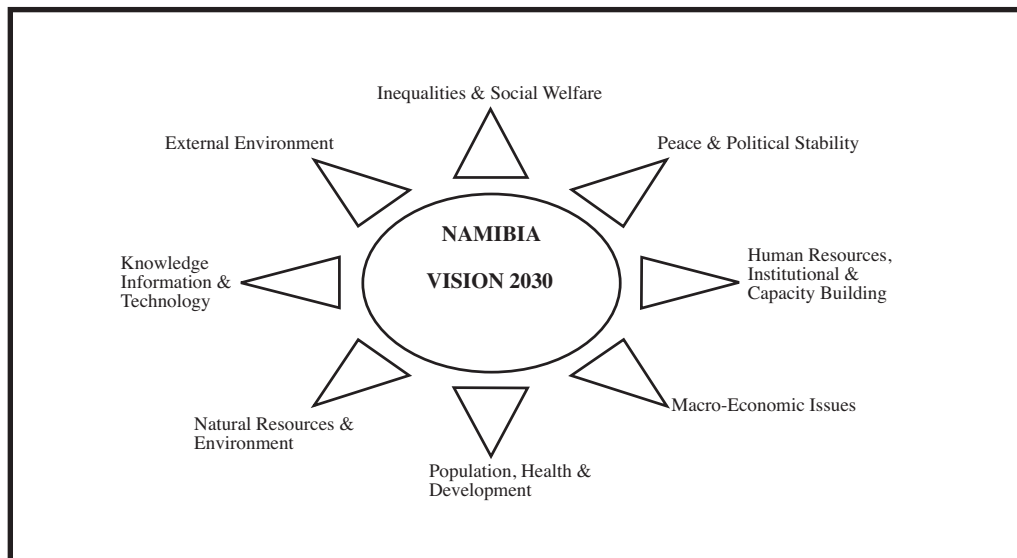 Inequalities & Social Welfare
External Environment
Peace & Political Stability
NAMIBIA
VISION 2030
Knowledge
Information &
Technology
Human Resources,
Institutional &
Capacity Building
Natural Resources &
Environment
Macro-Economic Issues
Population, Health &
Development